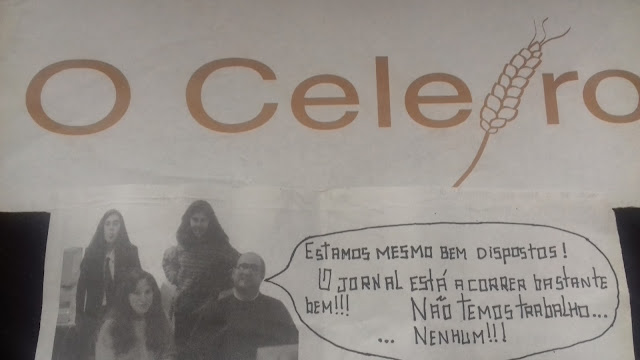 O Celeiro
ESTAMOS MESMO BEM DISPOSTOS!
O JORNAL ESTÁ A CORRER BASTANTE
BEM!!! NÃO TEMOS TRABALHO...
... NENHUM!!!